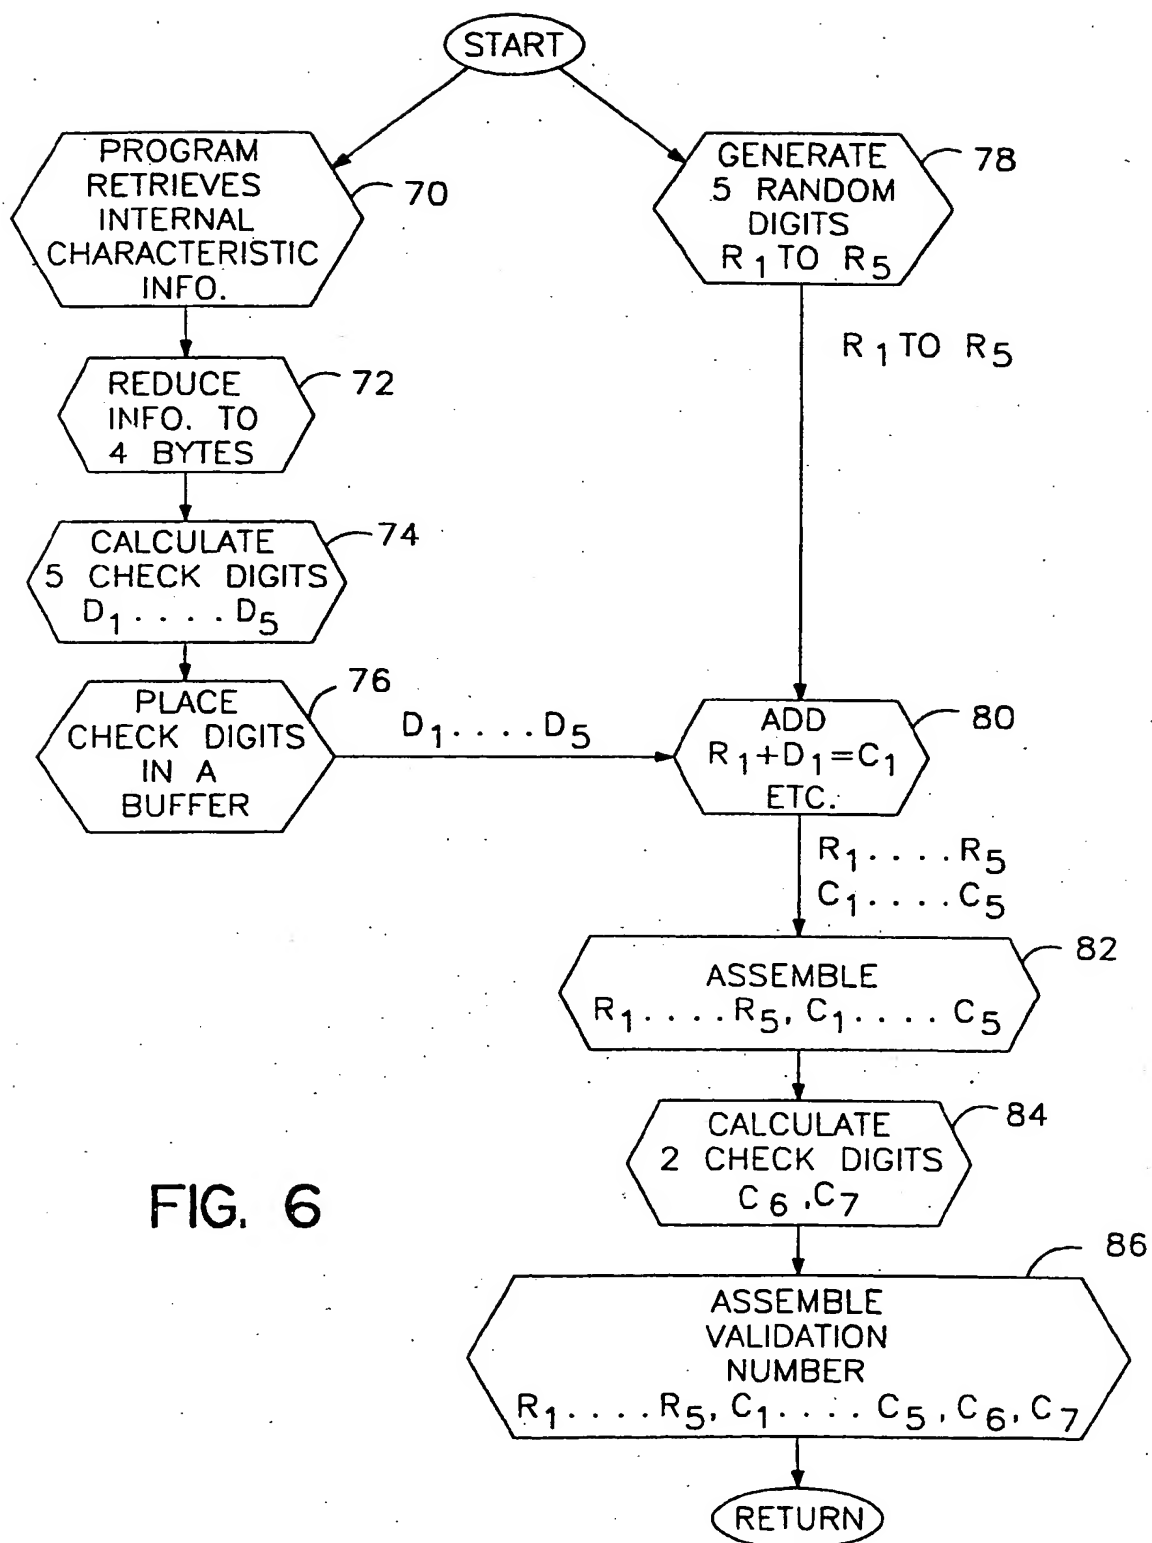 START
PROGRAM
RETRIEVES
INTERNAL
CHARACTERISTIC
INFO.
70
GENERATE
5 RANDOM
DIGITS
R1 TO R5
78
R1 TO R5
REDUCE
INFO. TO
4 BYTES
72
CALCULATE
5 CHECK DIGITS
D1....D5
74
PLACE
CHECK DIGITS
IN A
BUFFER
76
D1....D5
ADD
R1+D1=C1
ETC.
80
R1....R5
C1....C5
ASSEMBLE
R1....R5, C1....C5
82
CALCULATE
2 CHECK DIGITS
C6,C7
84
FIG. 6
ASSEMBLE
VALIDATION
NUMBER
R1....R5, C1....C5, C6, C7
86
RETURN